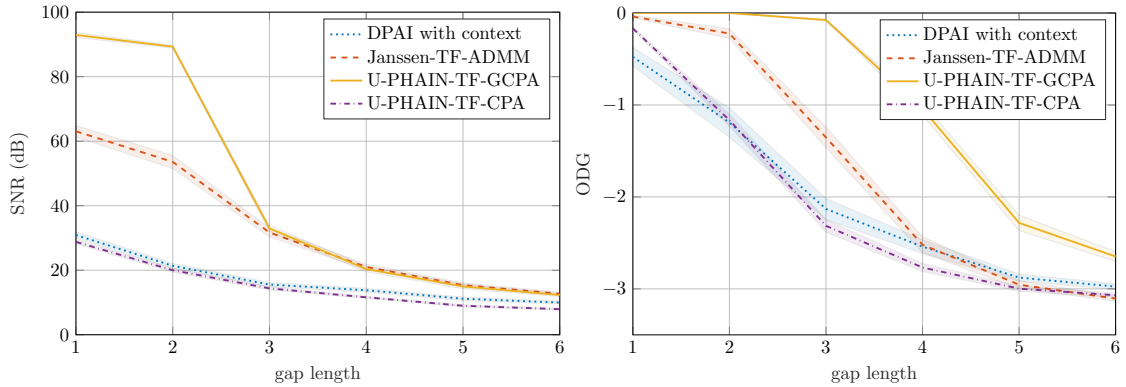 100
80
60
40
20
0
SNR (dB)
1 2 3 4 5 6
gap length
DPAI with context
Janssen-TF-ADMM
U-PHAIN-TF-GCPA
U-PHAIN-TF-CPA
0
−1
−2
−3
ODG
1 2 3 4 5 6
gap length
DPAI with context
Janssen-TF-ADMM
U-PHAIN-TF-GCPA
U-PHAIN-TF-CPA